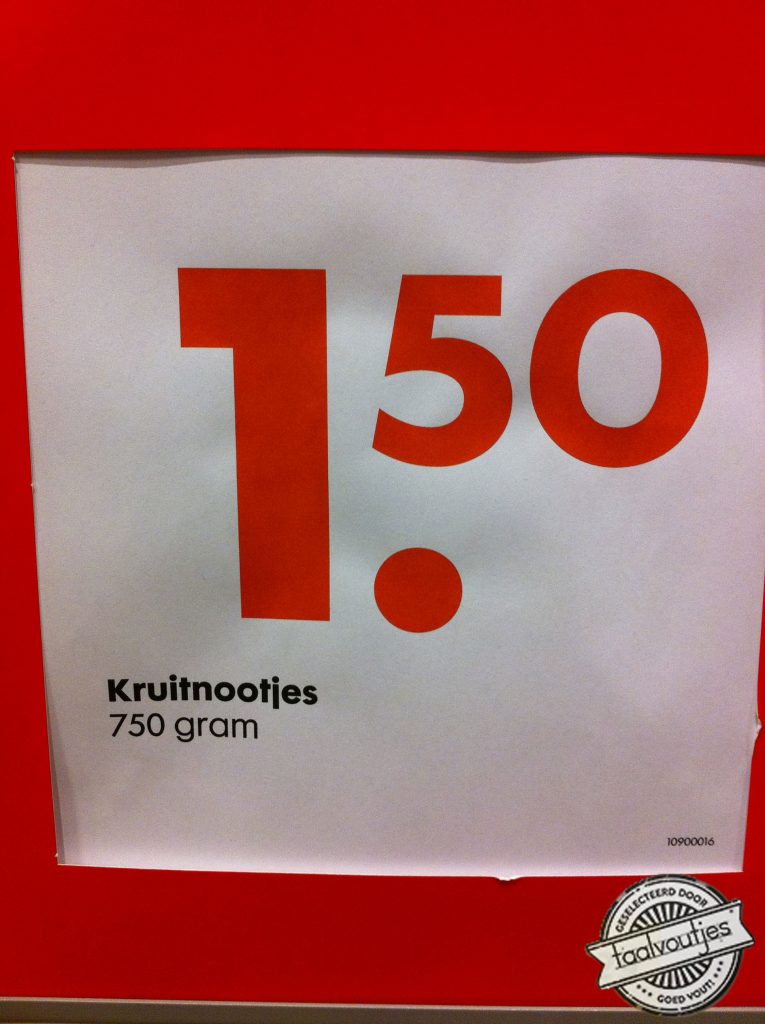 1.50
Kruitnootjes
750 gram
10900016
GESELECTEERD DOOR
taalvoutjes
GOED VOUT!